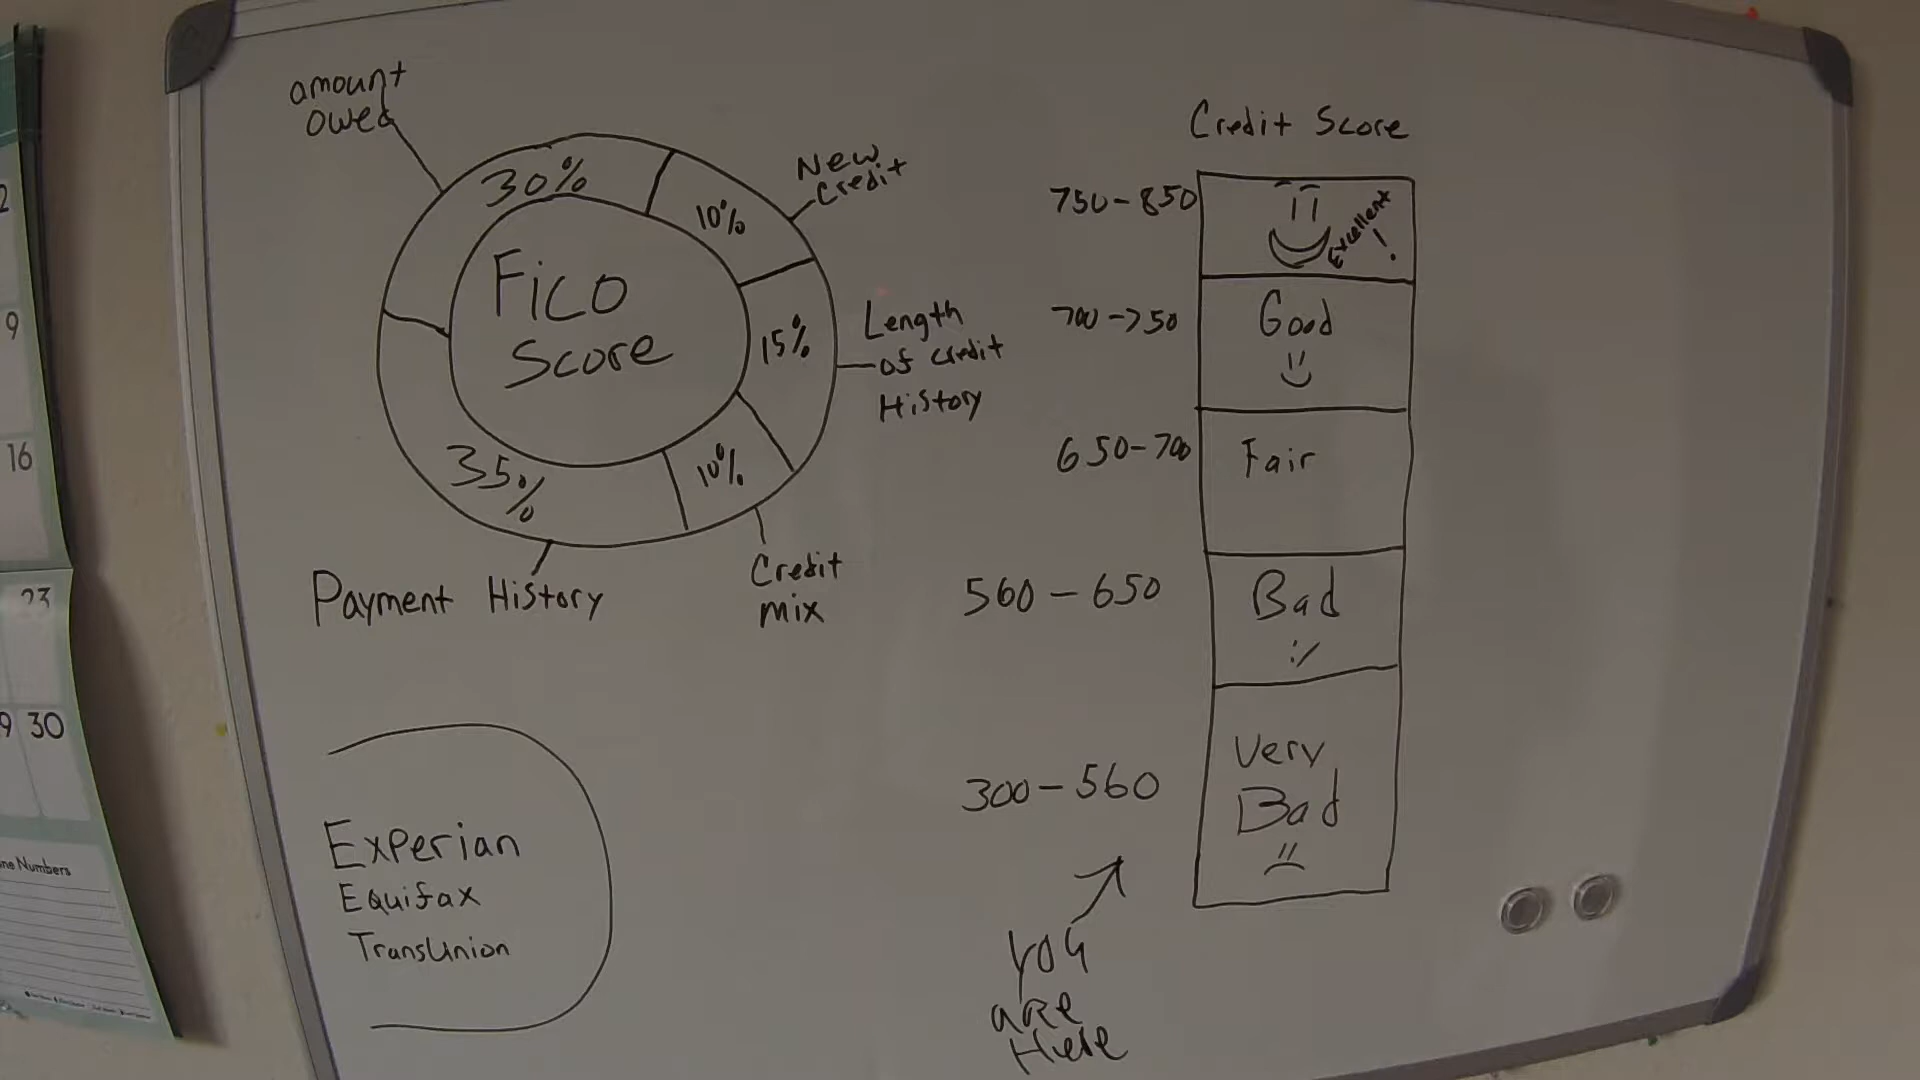 amount
owed
30%
10%
New
Credit
Fico
Score
15%
Length
of credit
History
35%
10%
Payment History
Credit
mix
Experian
Equifax
TransUnion
Credit Score
750-850
Excellent
!
700-750
Good
650-700
Fair
560-650
Bad
:/
300-560
Very
Bad
You
are
Here
2
9
16
23
9 30
ne Numbers